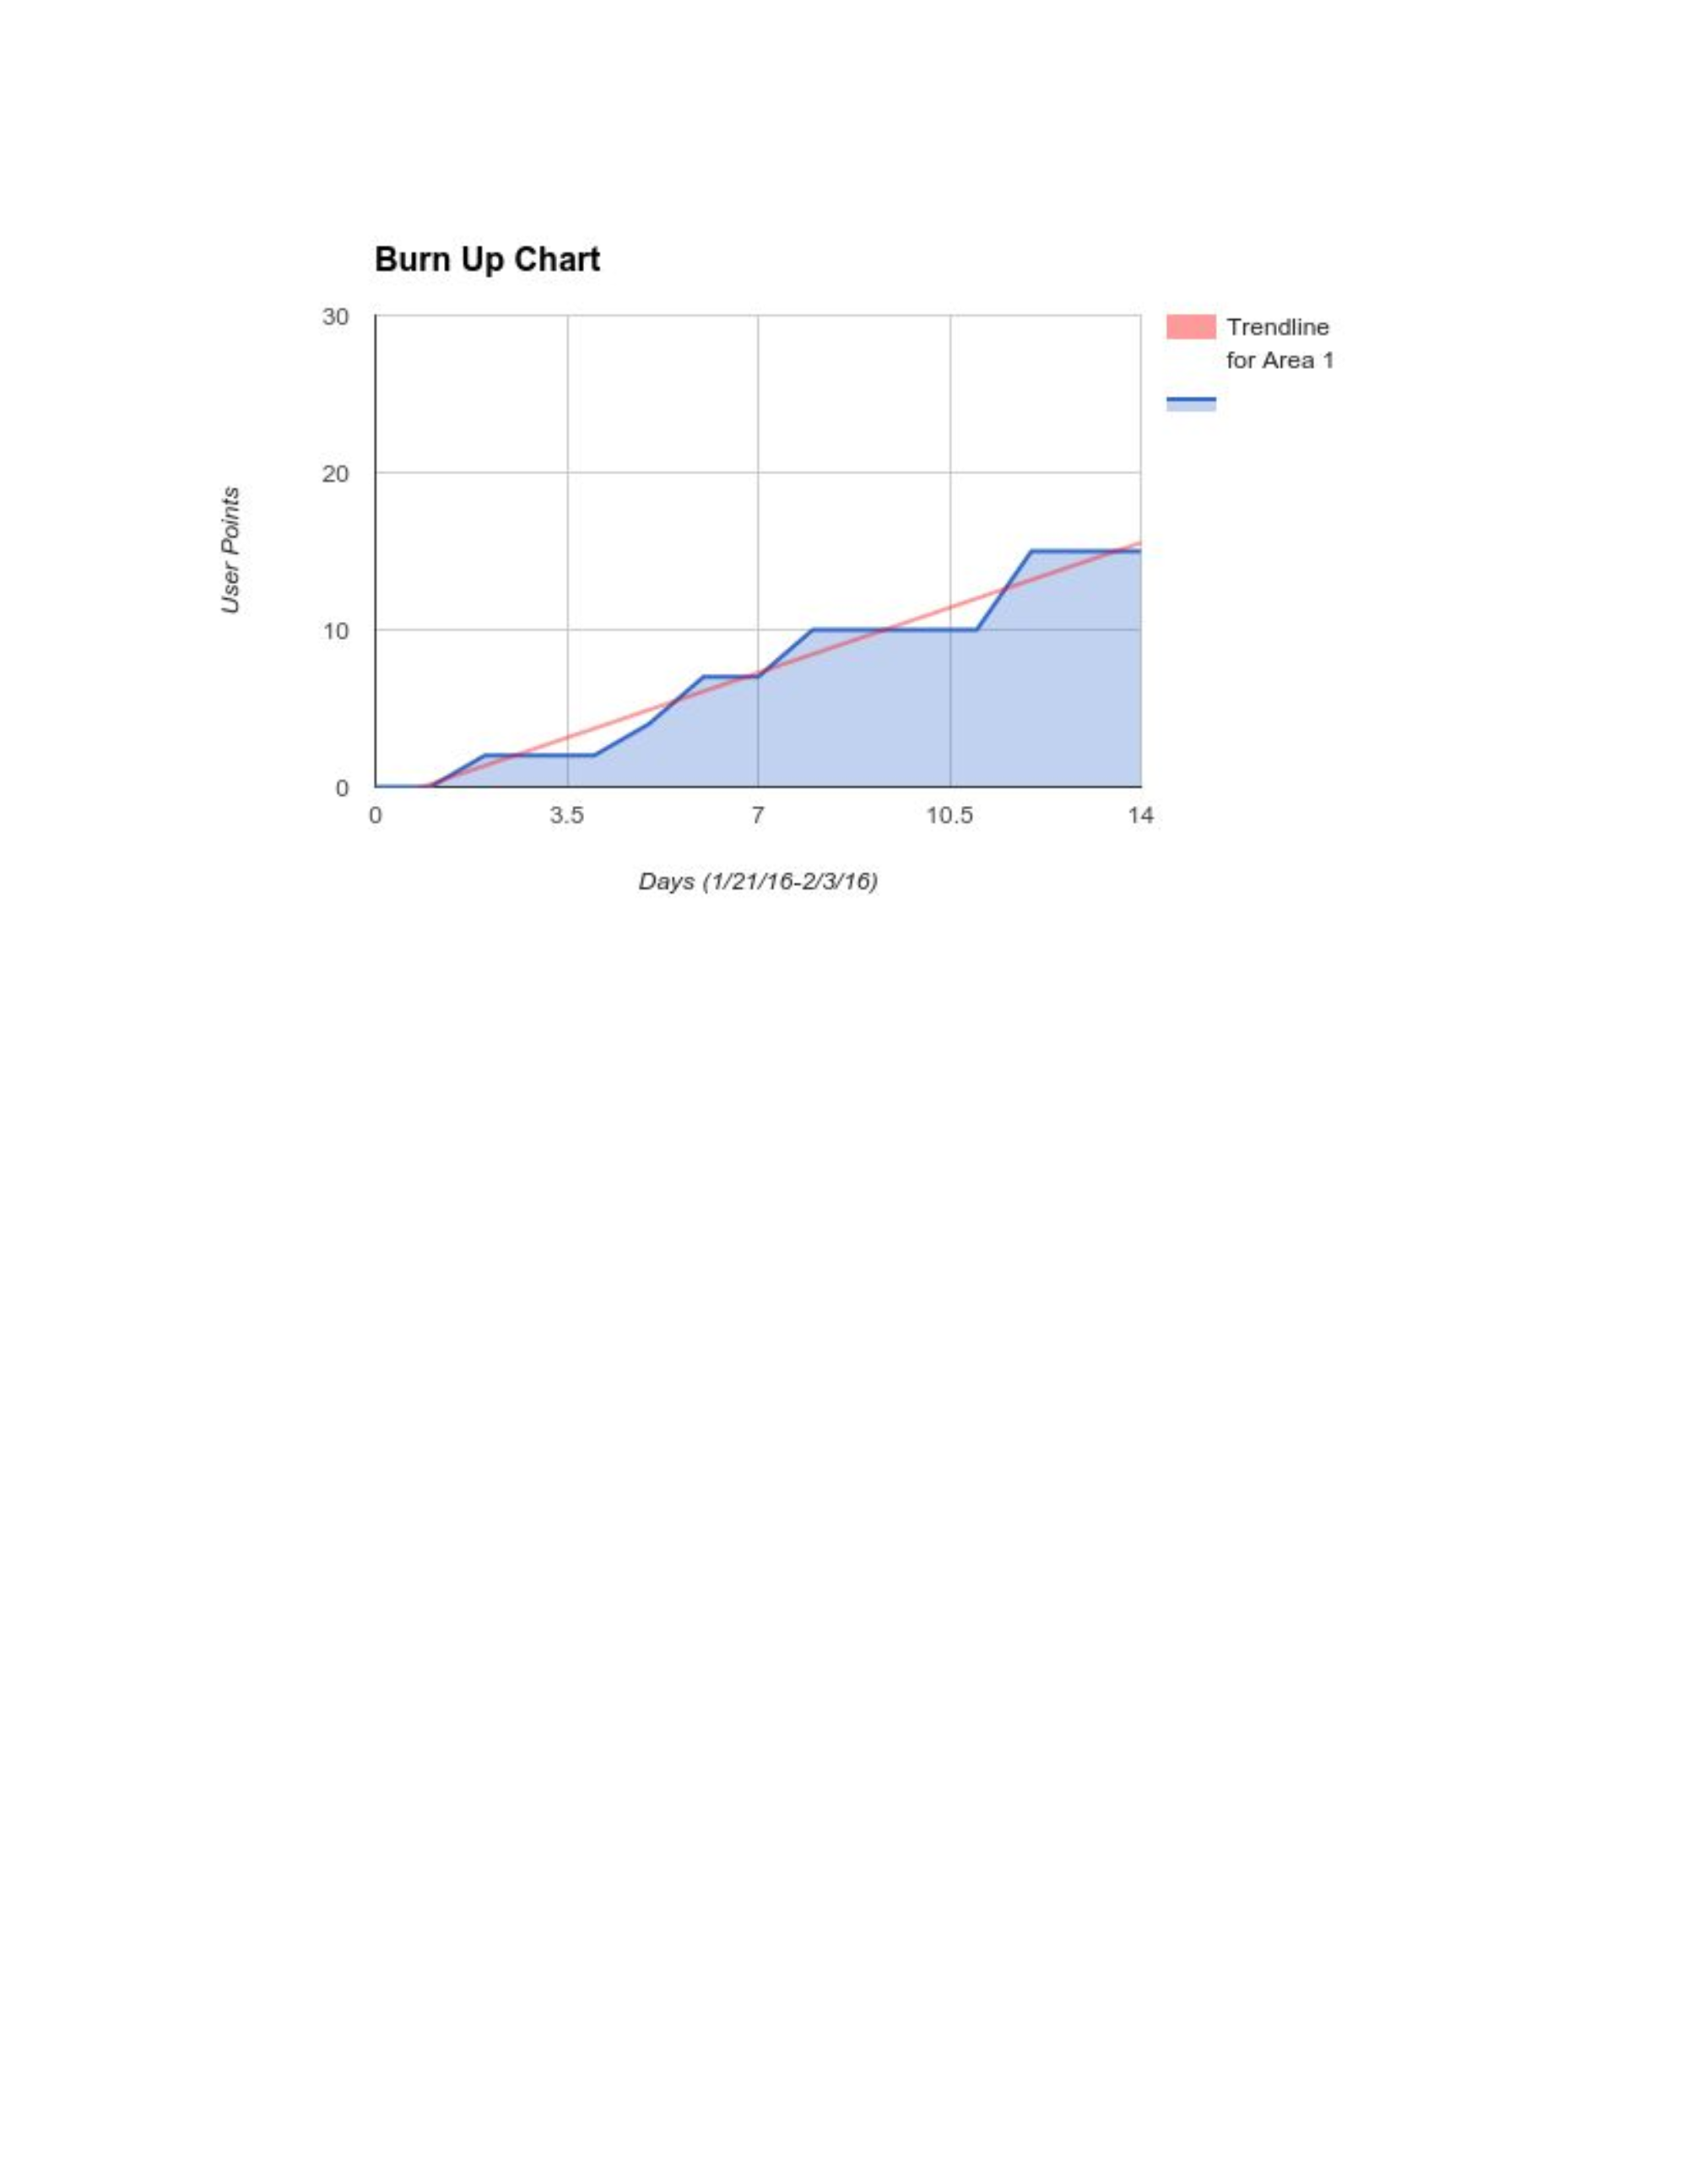 Burn Up Chart
30
20
10
0
User Points
0 3.5 7 10.5 14
Days (1/21/16-2/3/16)
Trendline
for Area 1